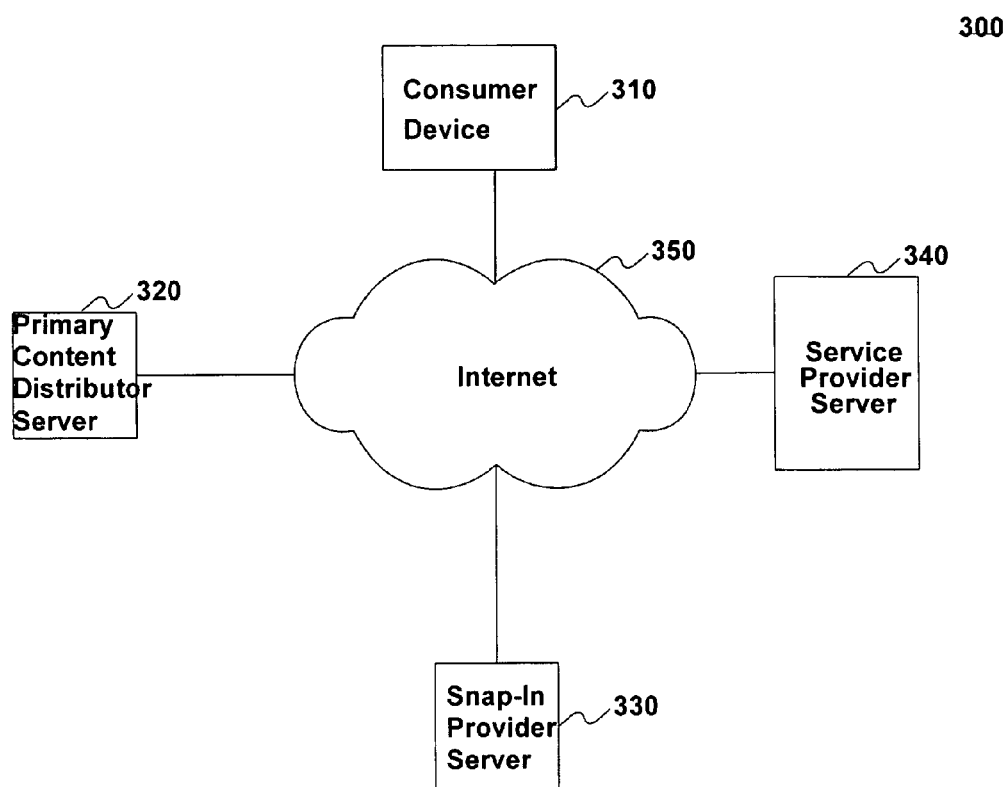 300
Consumer
Device
310
350
340
320
Primary
Content
Distributor
Server
Internet
Service
Provider
Server
Snap-In
Provider
Server
330